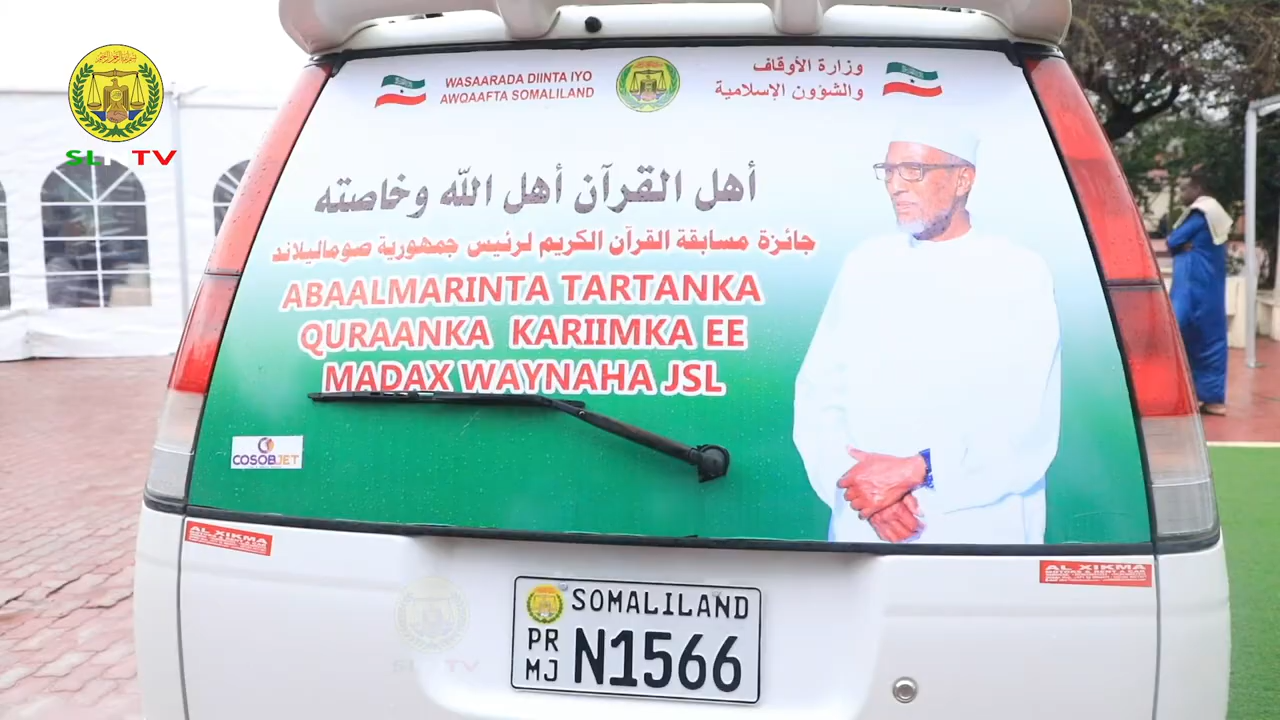 SLN TV
WASAARADA DIINTA IYO
AWQAAFTA SOMALILAND
وزارة الأوقاف
والشؤون الإسلامية
أهل القرآن أهل الله وخاصته
جائزة مسابقة القرآن الكريم لرئيس جمهورية صوماليلاند
ABAALMARINTA TARTANKA
QURAANKA KARIIMKA EE
MADAX WAYNAHA JSL
COSOBJET
AL XIKMA
AL XIKMA
SOMALILAND
PR
MJ
N1566